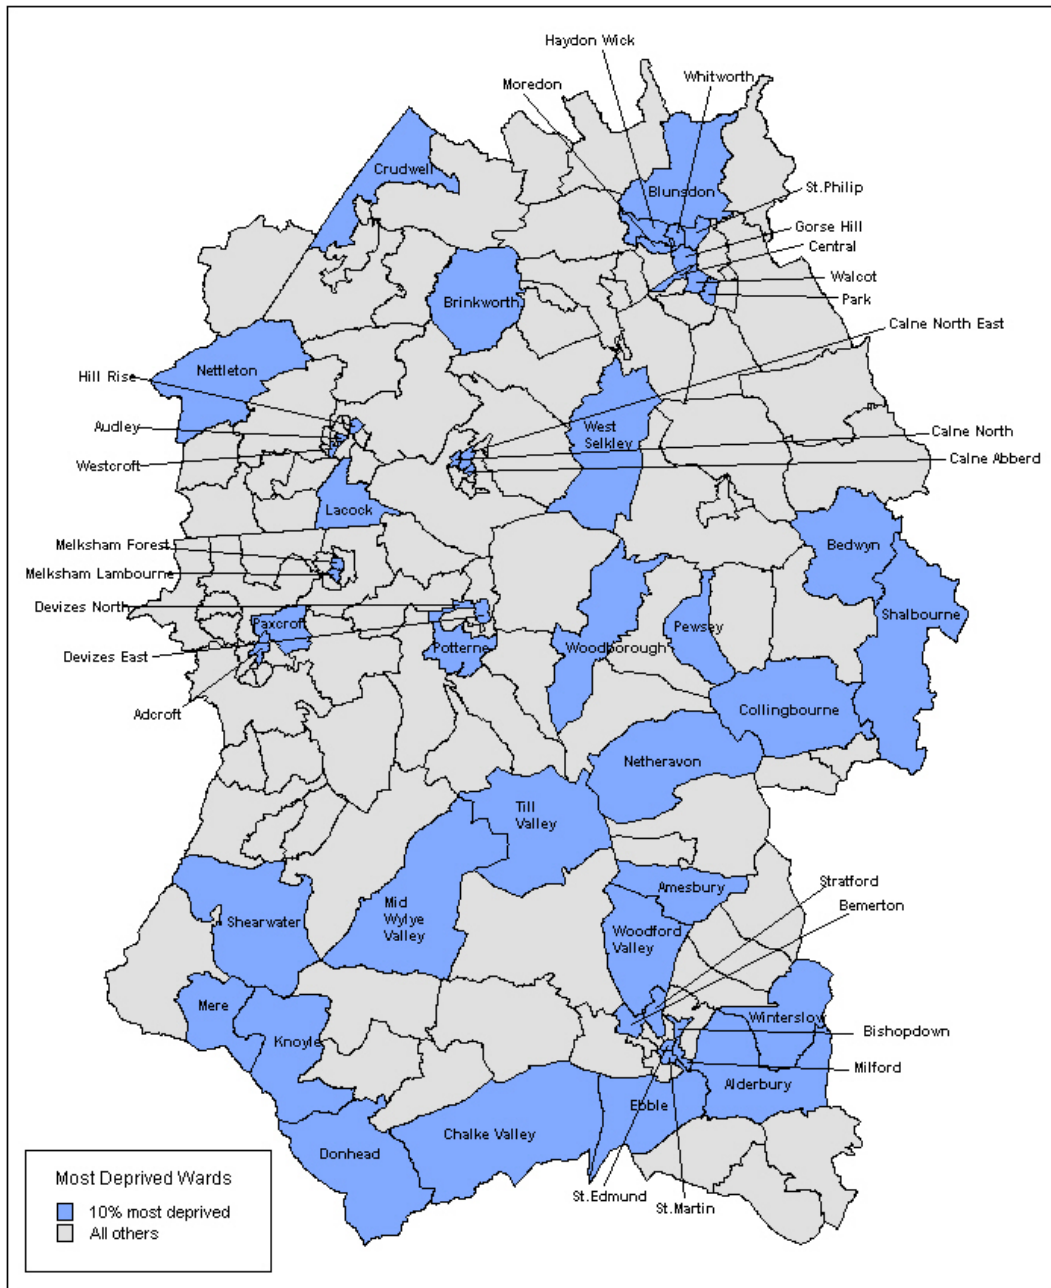 Haydon Wick
Whitworth
Moredon
Crudwell
Blunsdon
St.Philip
Gorse Hill
Central
Walcot
Park
Brinkworth
Calne North East
Nettleton
Hill Rise
Audley
West
Selkley
Calne North
Westcroft
Calne Abberd
Lacock
Melksham Forest
Bedwyn
Melksham Lambourne
Devizes North
Shalbourne
Paxcroft
Pewsey
Devizes East
Potterne
Woodborough
Adcroft
Collingbourne
Netheravon
Till
Valley
Stratford
Amesbury
Bemerton
Mid
Wylye
Valley
Shearwater
Woodford
Valley
Mere
Winterslow
Knoyle
Bishopdown
Milford
Alderbury
Ebble
Chalke Valley
Donhead
St.Edmund
St.Martin
Most Deprived Wards
10% most deprived
All others